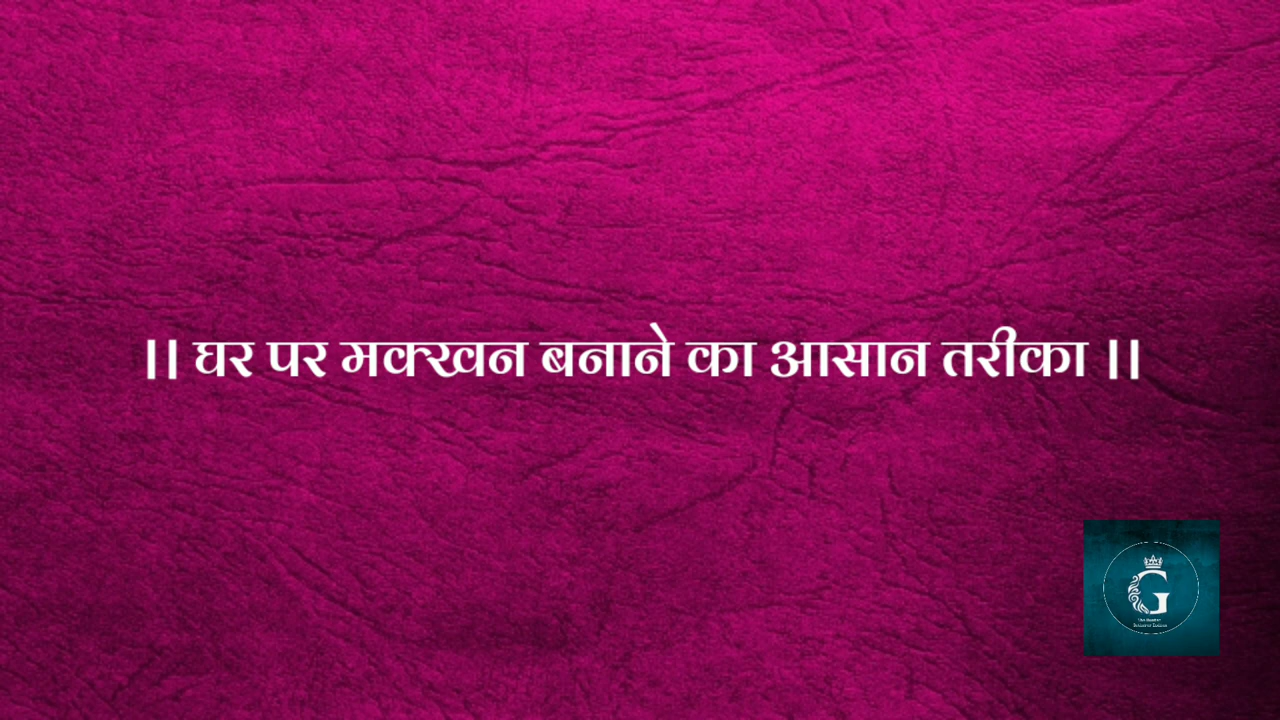 ।। घर पर मक्खन बनाने का आसान तरीका ।।
G